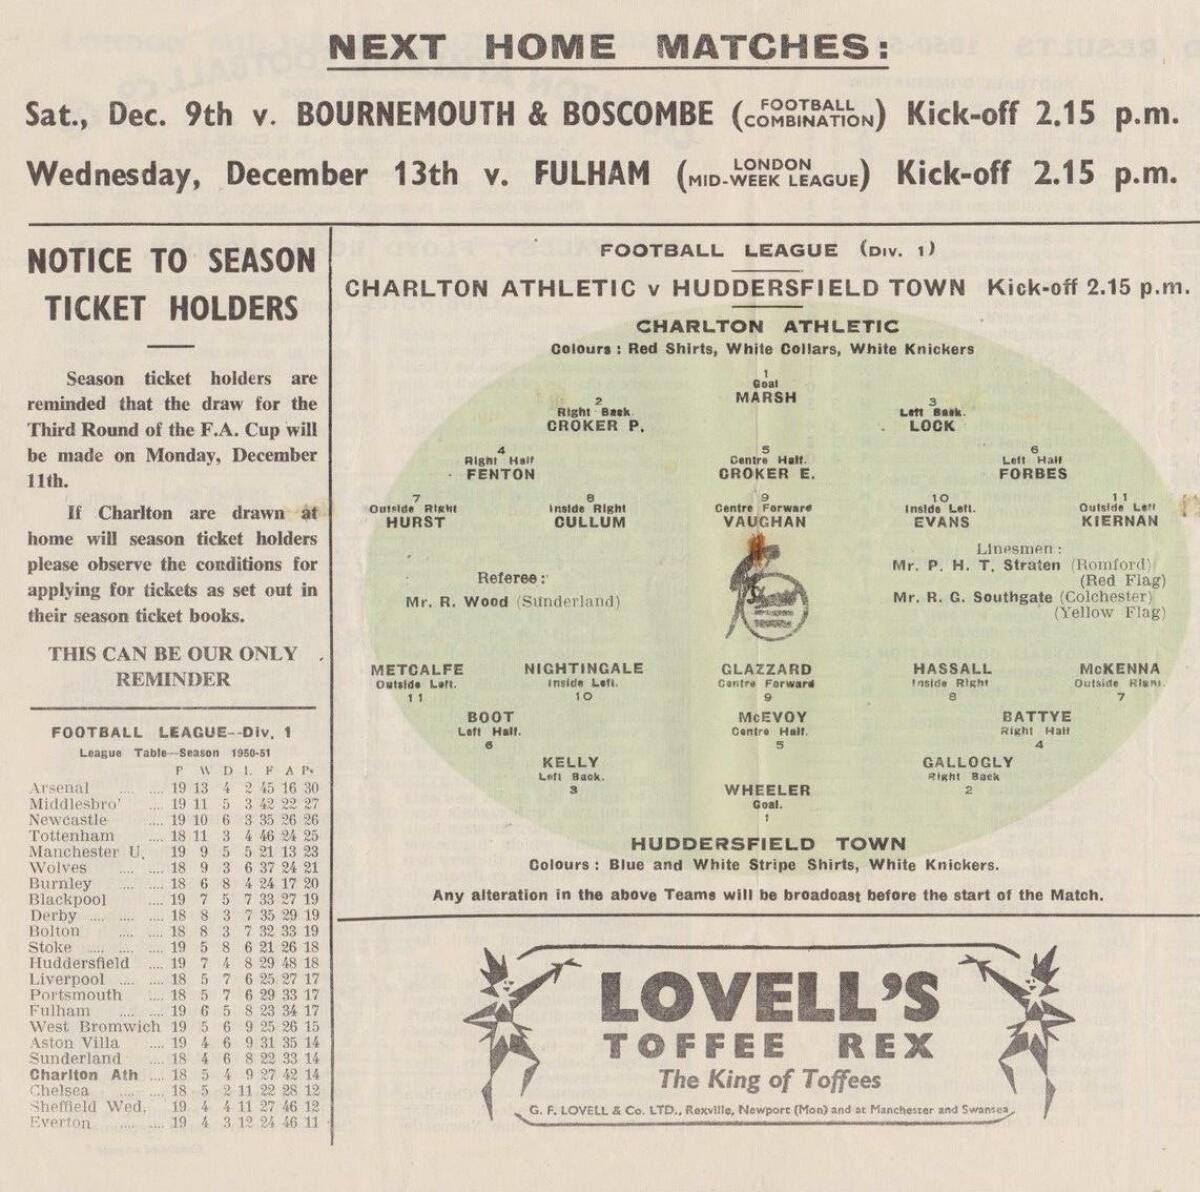 NEXT HOME MATCHES:
Sat., Dec. 9th v. BOURNEMOUTH & BOSCOMBE (FOOTBALL COMBINATION) Kick-off 2.15 p.m.
Wednesday, December 13th v. FULHAM (LONDON MID-WEEK LEAGUE) Kick-off 2.15 p.m.
NOTICE TO SEASON
TICKET HOLDERS
Season ticket holders are
reminded that the draw for the
Third Round of the F.A. Cup will
be made on Monday, December
11th.
If Charlton are drawn at
home will season ticket holders
please observe the conditions for
applying for tickets as set out in
their season ticket books.
THIS CAN BE OUR ONLY
REMINDER
FOOTBALL LEAGUE--Div. 1
League Table—Season 1950-51
P W D L F A Ps
Arsenal .... .... 19 13 4 2 45 16 30
Middlesbro' .... 19 11 5 3 42 22 27
Newcastle .... 19 10 6 3 35 26 26
Tottenham .... 18 11 3 4 46 24 25
Manchester U. 19 9 5 5 21 13 23
Wolves .... .... 18 9 3 6 37 24 21
Burnley .... .... 18 6 8 4 24 17 20
Blackpool .... 19 7 5 7 33 27 19
Derby .... .... .... 18 8 3 7 35 29 19
Bolton .... .... 18 8 3 7 32 33 19
Stoke .... .... .... 19 5 8 6 21 26 18
Huddersfield .... 19 7 4 8 29 48 18
Liverpool .... .... 18 5 7 6 25 27 17
Portsmouth .... 18 5 7 6 29 33 17
Fulham .... .... 19 6 5 8 23 34 17
West Bromwich 19 5 6 9 25 26 15
Aston Villa .... 19 4 6 9 31 35 14
Sunderland .... 18 4 6 8 22 33 14
Charlton Ath .... 18 5 4 9 27 42 14
Chelsea .... .... 18 5 2 11 22 28 12
Sheffield Wed. 19 4 4 11 27 46 12
Everton .... .... 19 4 3 12 24 46 11
FOOTBALL LEAGUE (DIV. 1)
CHARLTON ATHLETIC v HUDDERSFIELD TOWN Kick-off 2.15 p.m.
CHARLTON ATHLETIC
Colours : Red Shirts, White Collars, White Knickers
1
Goal
MARSH
2 3
Right Back Left Back.
CROKER P. LOCK
4 5 6
Right Half Centre Half. Left Half
FENTON CROKER E. FORBES
7 8 9 10 11
Outside Right Inside Right Centre Forward Inside Left. Outside Left
HURST CULLUM VAUGHAN EVANS KIERNAN
Referee :
Mr. R. Wood (Sunderland)
Linesmen :
Mr. P. H. T. Straten (Romford)
(Red Flag)
Mr. R. G. Southgate (Colchester)
(Yellow Flag)
METCALFE NIGHTINGALE GLAZZARD HASSALL McKENNA
Outside Left. Inside Left. Centre Forward Inside Right Outside Right.
11 10 9 8 7
BOOT McEVOY BATTYE
Left Half. Centre Half. Right Half
6 5 4
KELLY GALLOGLY
Left Back. Right Back
3 2
WHEELER
Goal.
1
HUDDERSFIELD TOWN
Colours : Blue and White Stripe Shirts, White Knickers.
Any alteration in the above Teams will be broadcast before the start of the Match.
LOVELL'S
TOFFEE REX
The King of Toffees
G. F. LOVELL & Co. LTD., Rexville, Newport (Mon) and at Manchester and Swansea